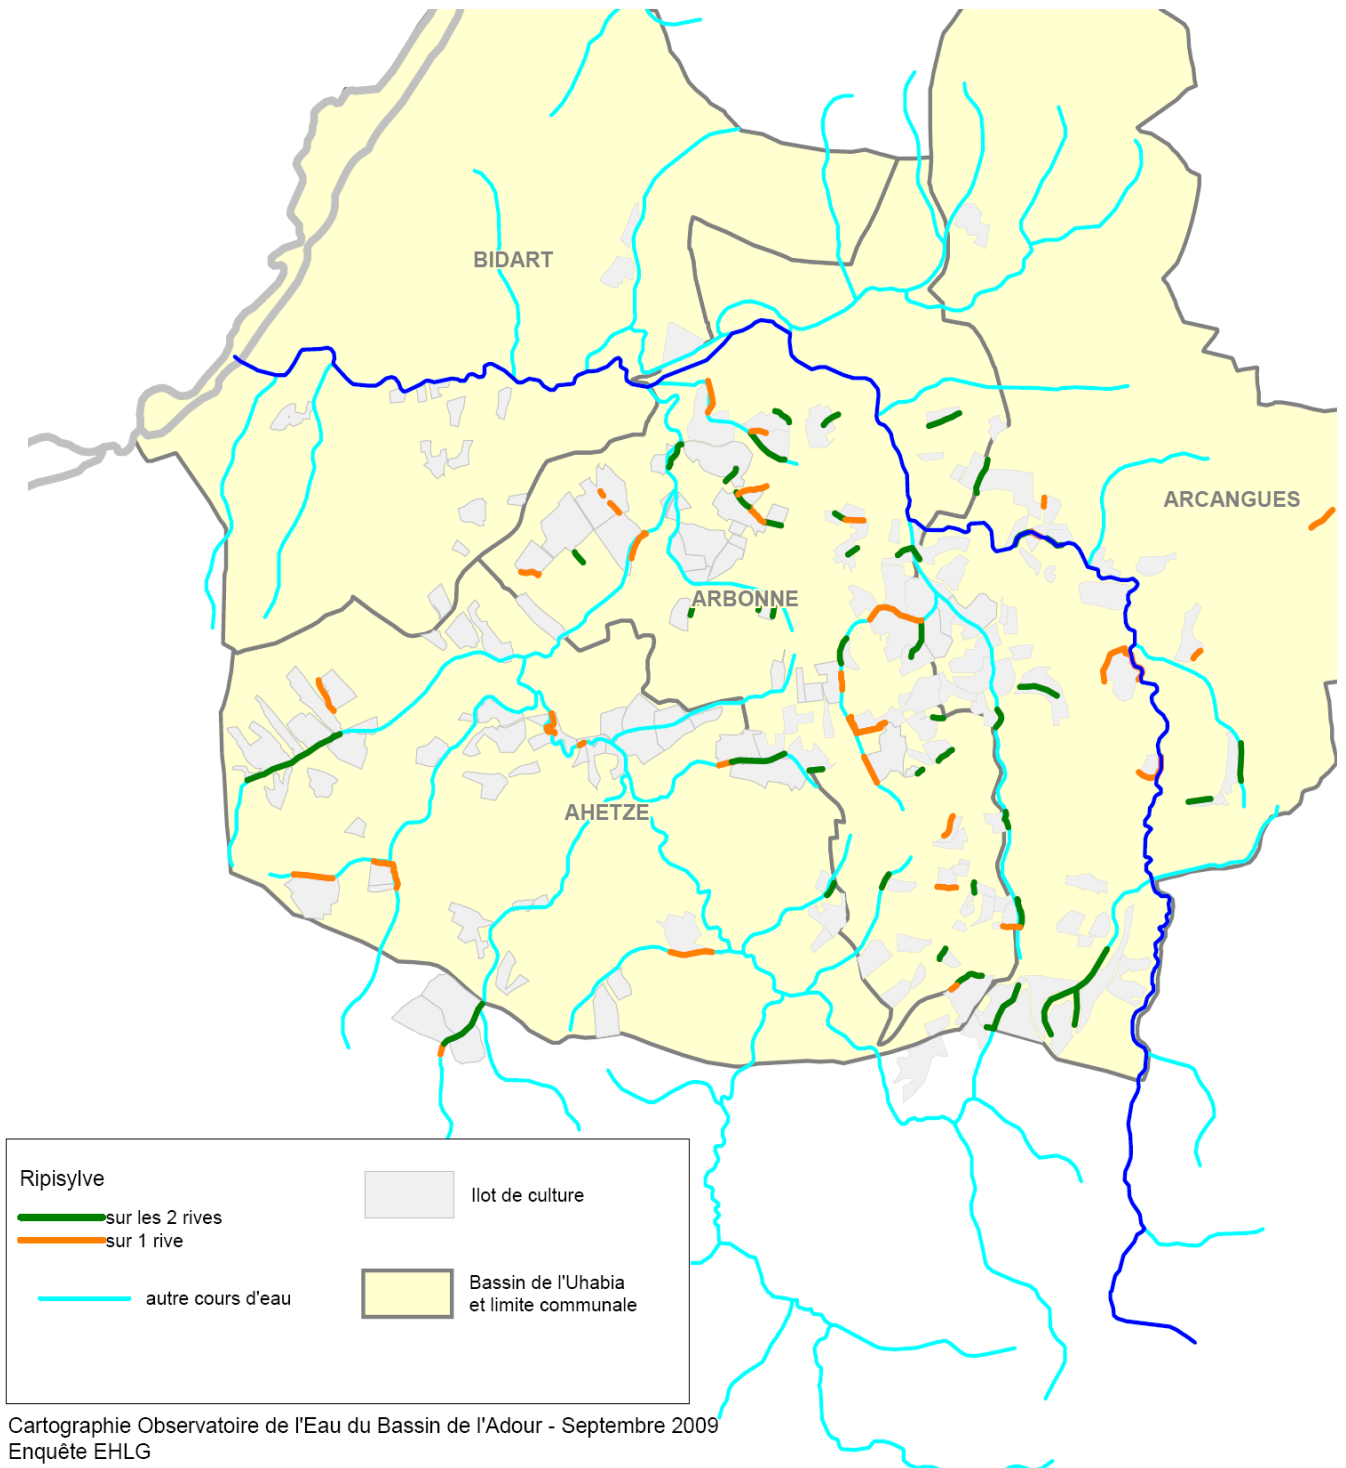 BIDART
ARCANGUES
ARBONNE
AHETZE
Ripisylve
sur les 2 rives
sur 1 rive
autre cours d'eau
Ilot de culture
Bassin de l'Uhabia
et limite communale
Cartographie Observatoire de l'Eau du Bassin de l'Adour - Septembre 2009
Enquête EHLG